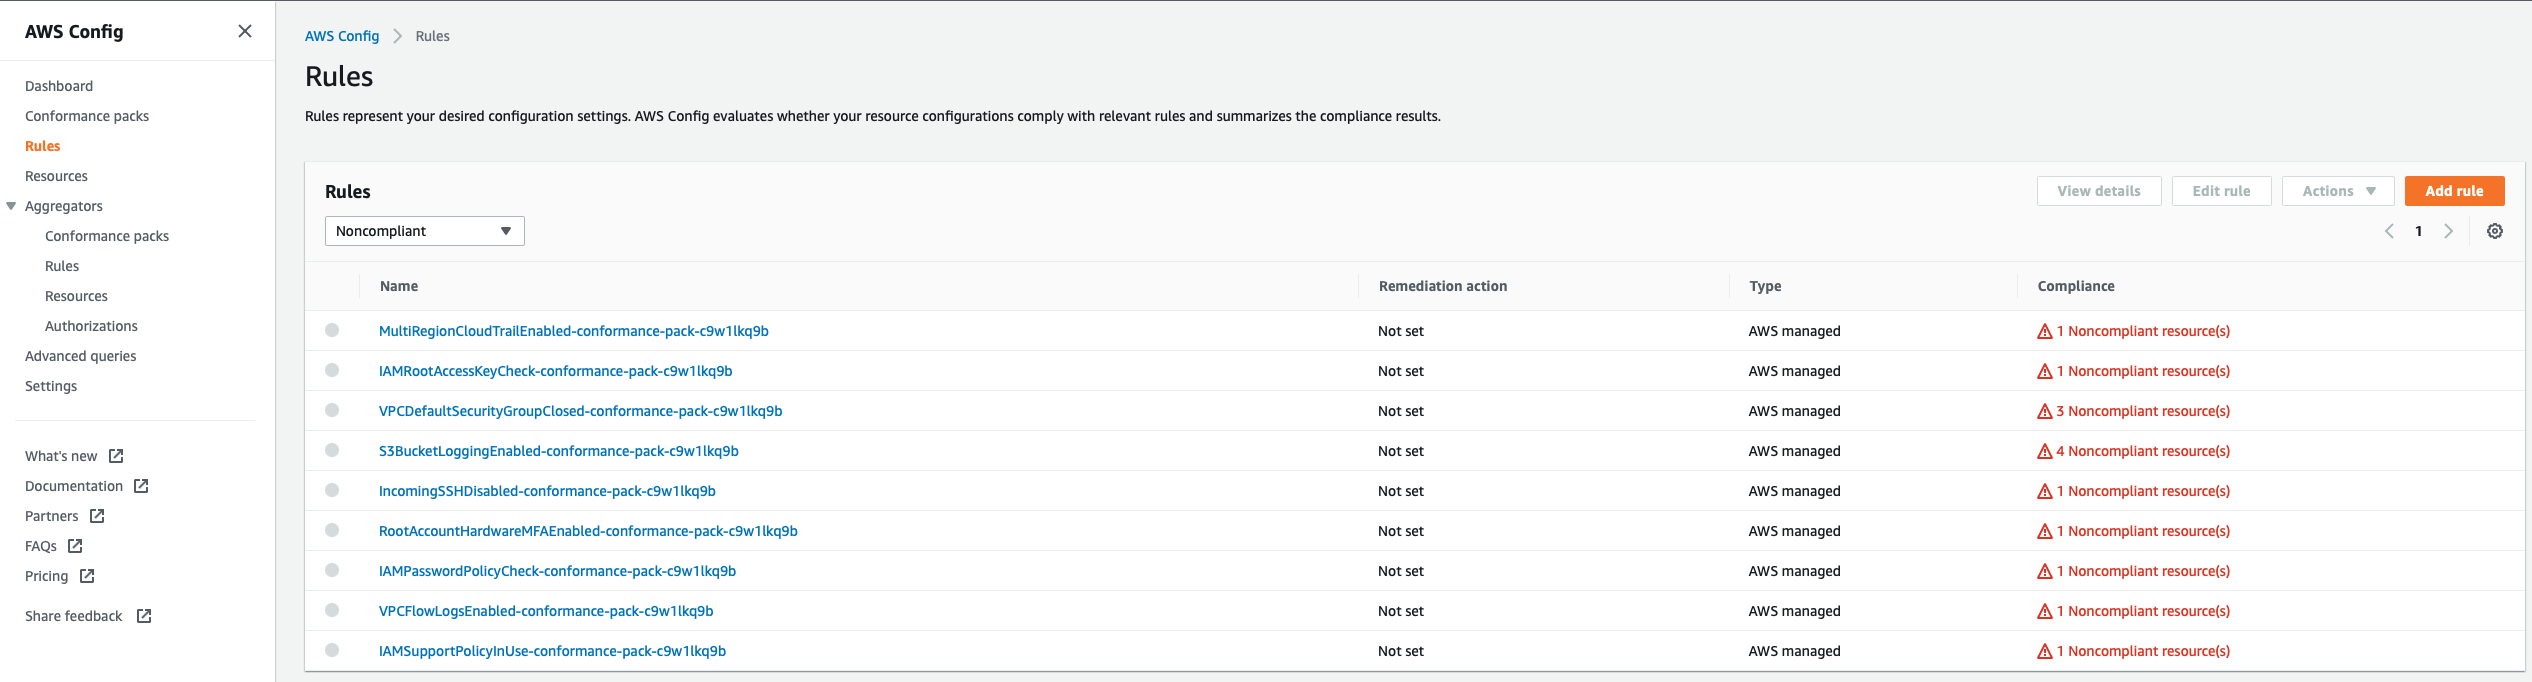 AWS Config
Dashboard
Conformance packs
Rules
Resources
Aggregators
Conformance packs
Rules
Resources
Authorizations
Advanced queries
Settings
What's new
Documentation
Partners
FAQs
Pricing
Share feedback
AWS Config > Rules
Rules
Rules represent your desired configuration settings. AWS Config evaluates whether your resource configurations comply with relevant rules and summarizes the compliance results.
Rules View details Edit rule Actions Add rule
Noncompliant 1
Name Remediation action Type Compliance
MultiRegionCloudTrailEnabled-conformance-pack-c9w1lkq9b Not set AWS managed 1 Noncompliant resource(s)
IAMRootAccessKeyCheck-conformance-pack-c9w1lkq9b Not set AWS managed 1 Noncompliant resource(s)
VPCDefaultSecurityGroupClosed-conformance-pack-c9w1lkq9b Not set AWS managed 3 Noncompliant resource(s)
S3BucketLoggingEnabled-conformance-pack-c9w1lkq9b Not set AWS managed 4 Noncompliant resource(s)
IncomingSSHDisabled-conformance-pack-c9w1lkq9b Not set AWS managed 1 Noncompliant resource(s)
RootAccountHardwareMFAEnabled-conformance-pack-c9w1lkq9b Not set AWS managed 1 Noncompliant resource(s)
IAMPasswordPolicyCheck-conformance-pack-c9w1lkq9b Not set AWS managed 1 Noncompliant resource(s)
VPCFlowLogsEnabled-conformance-pack-c9w1lkq9b Not set AWS managed 1 Noncompliant resource(s)
IAMSupportPolicyInUse-conformance-pack-c9w1lkq9b Not set AWS managed 1 Noncompliant resource(s)